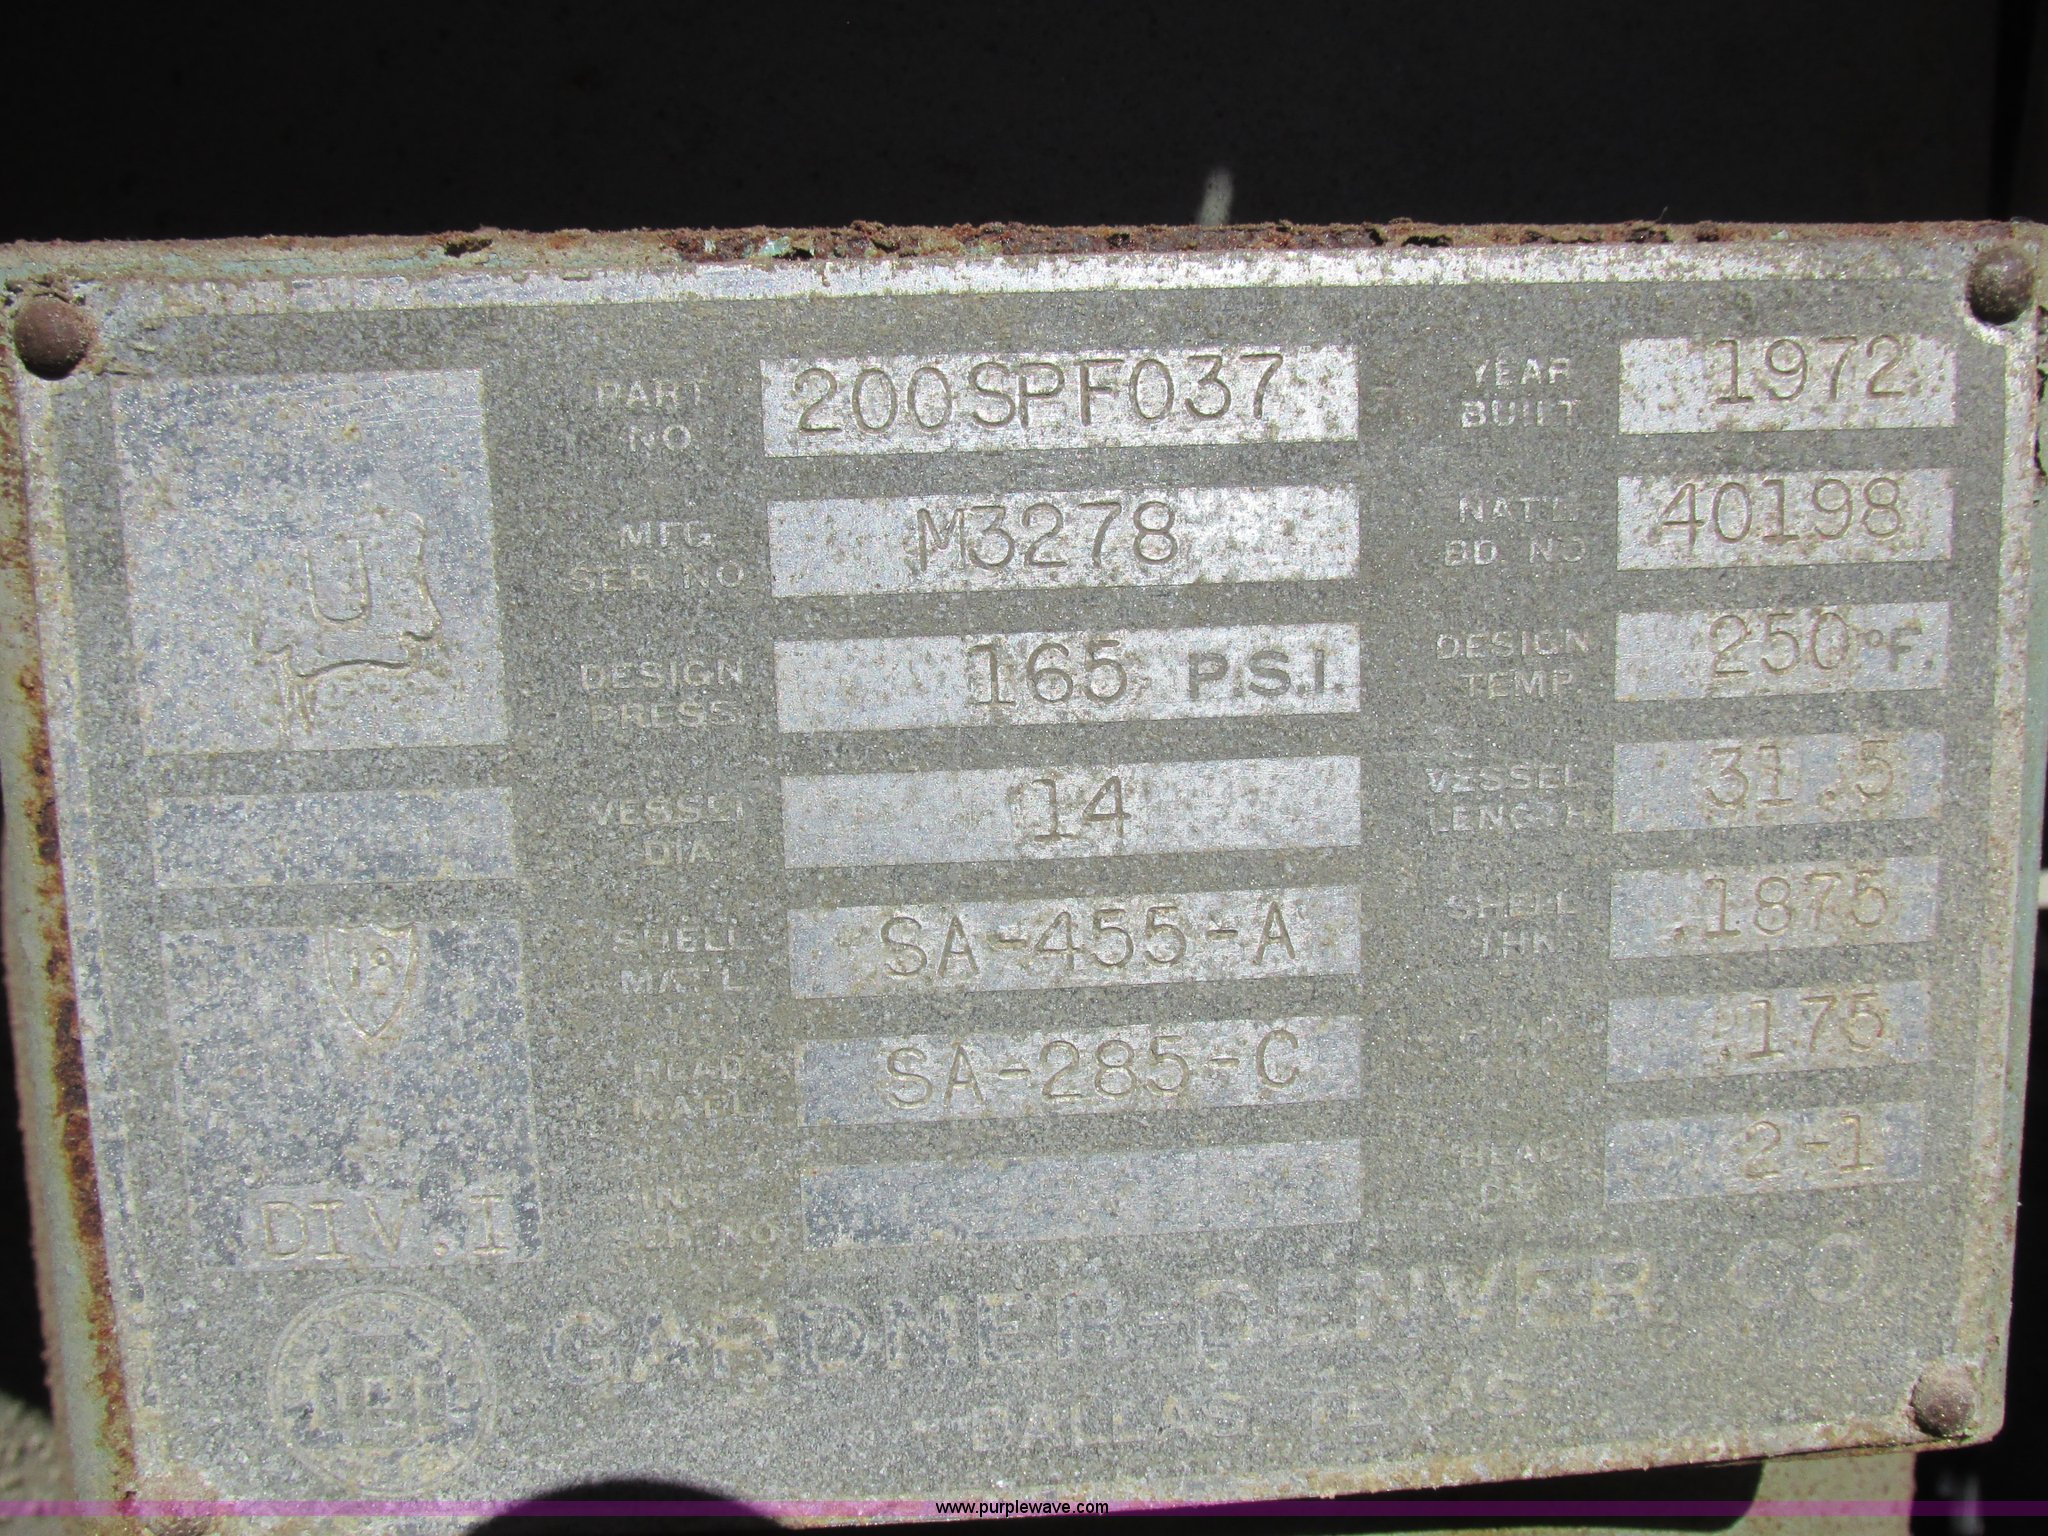 PART NO 200SPF037 YEAR BUILT 1972
MFG. SER. NO M3278 NAT'L. BD. NO 40198
DESIGN PRESS. 165 P.S.I. DESIGN TEMP. 250 °F.
VESSEL DIA. 14 VESSEL LENGTH 31.5
SHELL MAT'L 455-A SHELL THK .1875
HEAD MAT'L SA-285-C HEAD .175
SER. NO HEAD 2-1
U
W
DIV.I
GARDNER-DENVER CO.
DALLAS TEXAS
www.purplewave.com